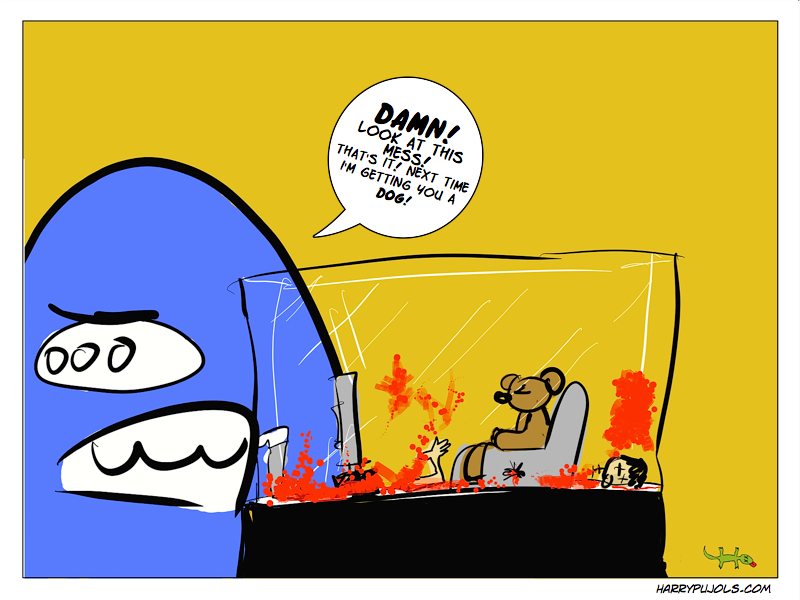 DAMN!
LOOK AT THIS
MESS!
THAT'S IT! NEXT TIME
I'M GETTING YOU A
DOG!
HARRYPUJOLS.COM